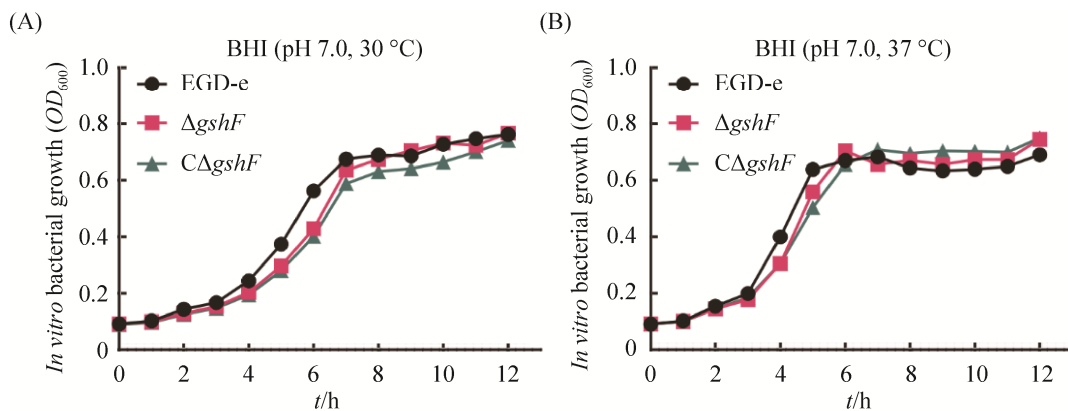 (A)
BHI (pH 7.0, 30 °C)
In vitro bacterial growth (OD600)
1.0
0.8
0.6
0.4
0.2
0
EGD-e
ΔgshF
CΔgshF
0 2 4 6 8 10 12
t/h
(B)
BHI (pH 7.0, 37 °C)
In vitro bacterial growth (OD600)
1.0
0.8
0.6
0.4
0.2
0
EGD-e
ΔgshF
CΔgshF
0 2 4 6 8 10 12
t/h